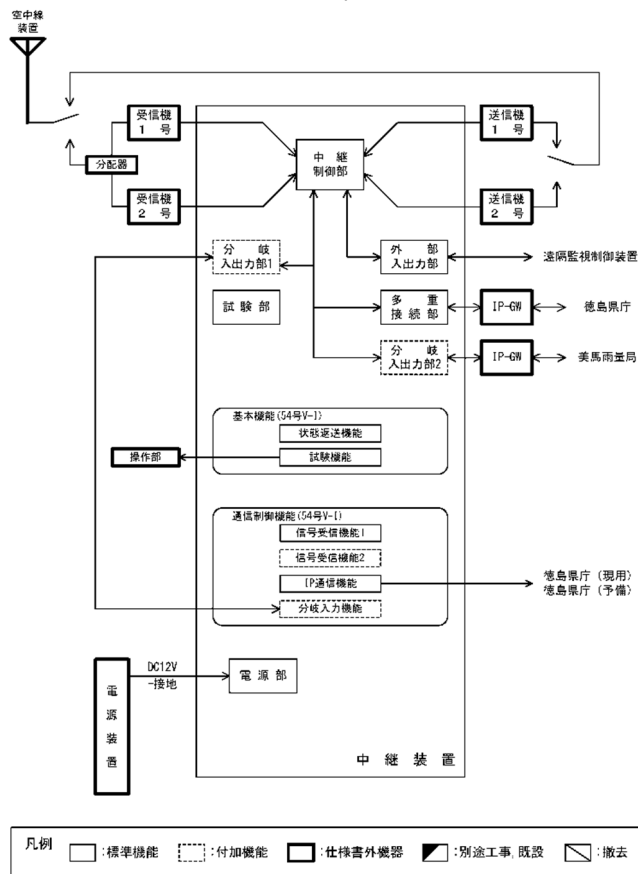 空中線
装置
受信機
1 号
送信機
1 号
中 継
制御部
分配器
受信機
2 号
送信機
2 号
分 岐
入出力部1
外 部
入出力部
遠隔監視制御装置
試験部
多 重
接続部
IP-GW
徳島県庁
分 岐
入出力部2
IP-GW
美馬雨量局
基本機能(54号V-I)
状態返送機能
操作部
試験機能
通信制御機能(54号V-I)
信号受信機能1
信号受信機能2
IP通信機能
徳島県庁(現用)
徳島県庁(予備)
分岐入力機能
DC12V
-接地
電源部
電
源
装
置
中 継 装 置
凡例
:標準機能
:付加機能
:仕様書外機器
:別途工事,既設
:撤去